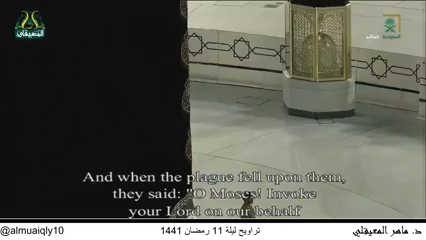 المعيقلي
السعودية
And when the plague fell upon them,
they said: "O Moses! Invoke
your Lord on our behalf
@almuaiqly10
تراويح ليلة 11 رمضان 1441
د. ماهر المعيقلي